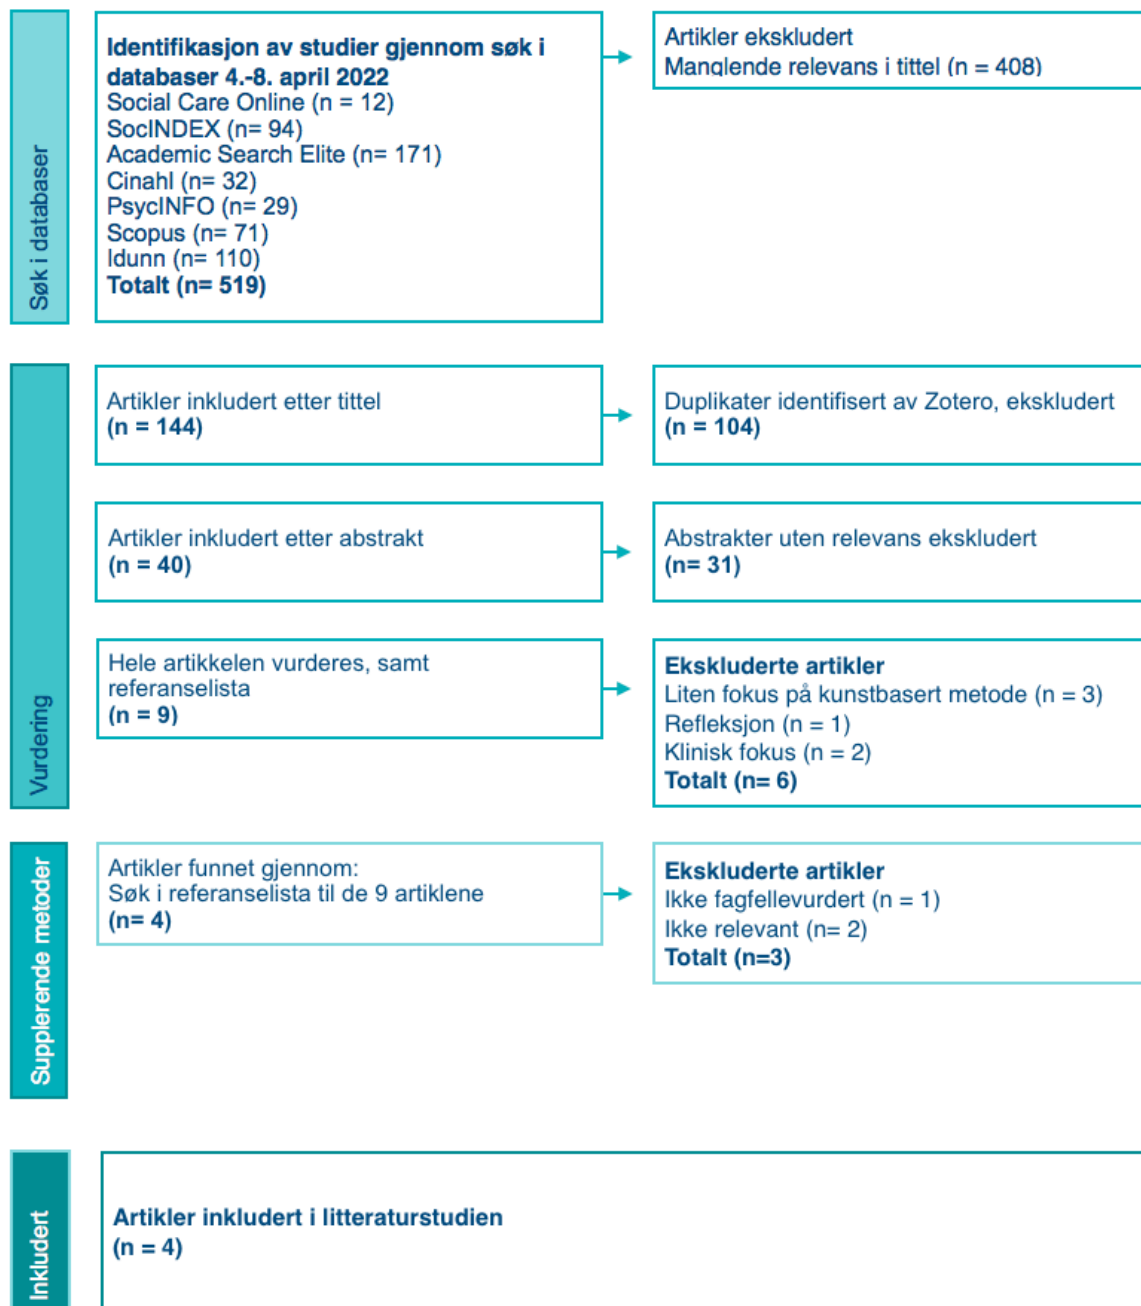 Søk i databaser
Identifikasjon av studier gjennom søk i
databaser 4.-8. april 2022
Social Care Online (n = 12)
SocINDEX (n= 94)
Academic Search Elite (n= 171)
Cinahl (n= 32)
PsycINFO (n= 29)
Scopus (n= 71)
Idunn (n= 110)
Totalt (n= 519)
Artikler ekskludert
Manglende relevans i tittel (n = 408)
Vurdering
Artikler inkludert etter tittel
(n = 144)
Duplikater identifisert av Zotero, ekskludert
(n = 104)
Artikler inkludert etter abstrakt
(n = 40)
Abstrakter uten relevans ekskludert
(n= 31)
Hele artikkelen vurderes, samt
referanselista
(n = 9)
Ekskluderte artikler
Liten fokus på kunstbasert metode (n = 3)
Refleksjon (n = 1)
Klinisk fokus (n = 2)
Totalt (n= 6)
Supplerende metoder
Artikler funnet gjennom:
Søk i referanselista til de 9 artiklene
(n= 4)
Ekskluderte artikler
Ikke fagfellevurdert (n = 1)
Ikke relevant (n= 2)
Totalt (n=3)
Inkludert
Artikler inkludert i litteraturstudien
(n = 4)